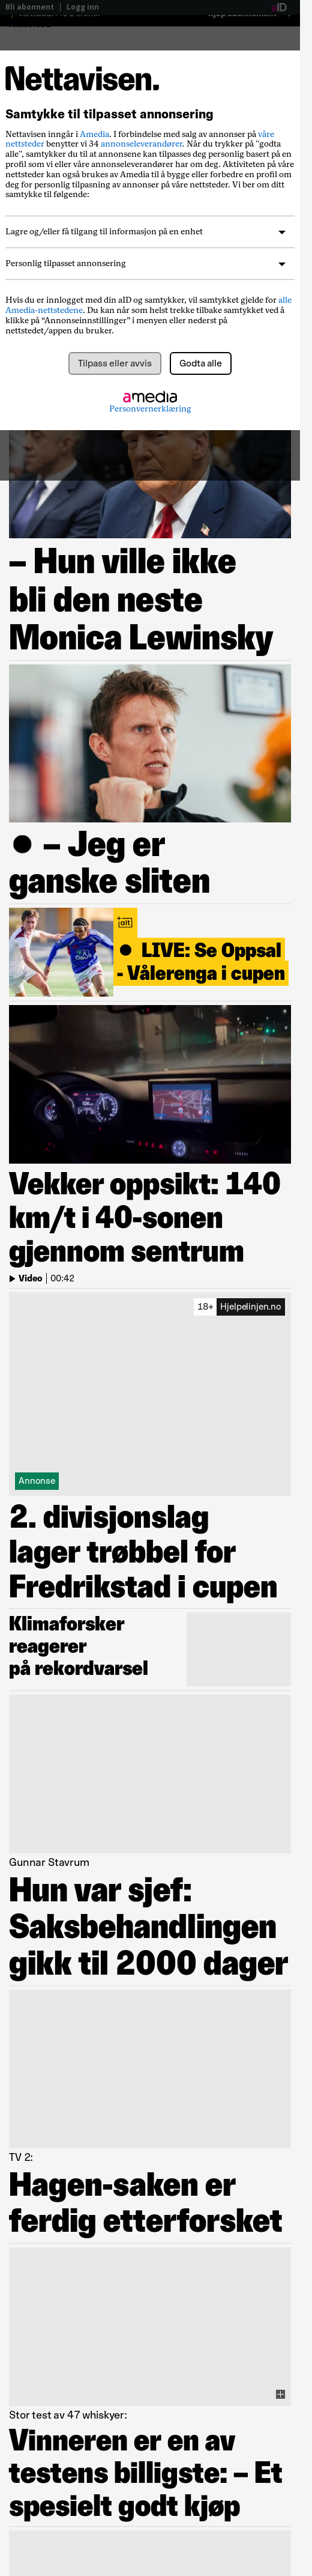 Bli abonnent
Logg inn
aID
Nettavisen.
Samtykke til tilpasset annonsering
Nettavisen inngår i Amedia. I forbindelse med salg av annonser på våre
nettsteder benytter vi 34 annonseleverandører. Når du trykker på "godta
alle", samtykker du til at annonsene kan tilpasses deg personlig basert på en
profil som vi eller våre annonseleverandører har om deg. Aktiviteten på våre
nettsteder kan også brukes av Amedia til å bygge eller forbedre en profil om
deg for personlig tilpasning av annonser på våre nettsteder. Vi ber om ditt
samtykke til følgende:
Lagre og/eller få tilgang til informasjon på en enhet
Personlig tilpasset annonsering
Hvis du er innlogget med din aID og samtykker, vil samtykket gjelde for alle
Amedia-nettstedene. Du kan når som helst trekke tilbake samtykket ved å
klikke på “Annonseinnstillinger” i menyen eller nederst på
nettstedet/appen du bruker.
Tilpass eller avvis
Godta alle
amedia
Personvernerklæring
– Hun ville ikke
bli den neste
Monica Lewinsky
– Jeg er
ganske sliten
+alt
LIVE: Se Oppsal
- Vålerenga i cupen
Vekker oppsikt: 140
km/t i 40-sonen
gjennom sentrum
Video 00:42
18+ Hjelpelinjen.no
Annonse
2. divisjonslag
lager trøbbel for
Fredrikstad i cupen
Klimaforsker
reagerer
på rekordvarsel
Gunnar Stavrum
Hun var sjef:
Saksbehandlingen
gikk til 2000 dager
TV 2:
Hagen-saken er
ferdig etterforsket
Stor test av 47 whiskyer:
Vinneren er en av
testens billigste: – Et
spesielt godt kjøp